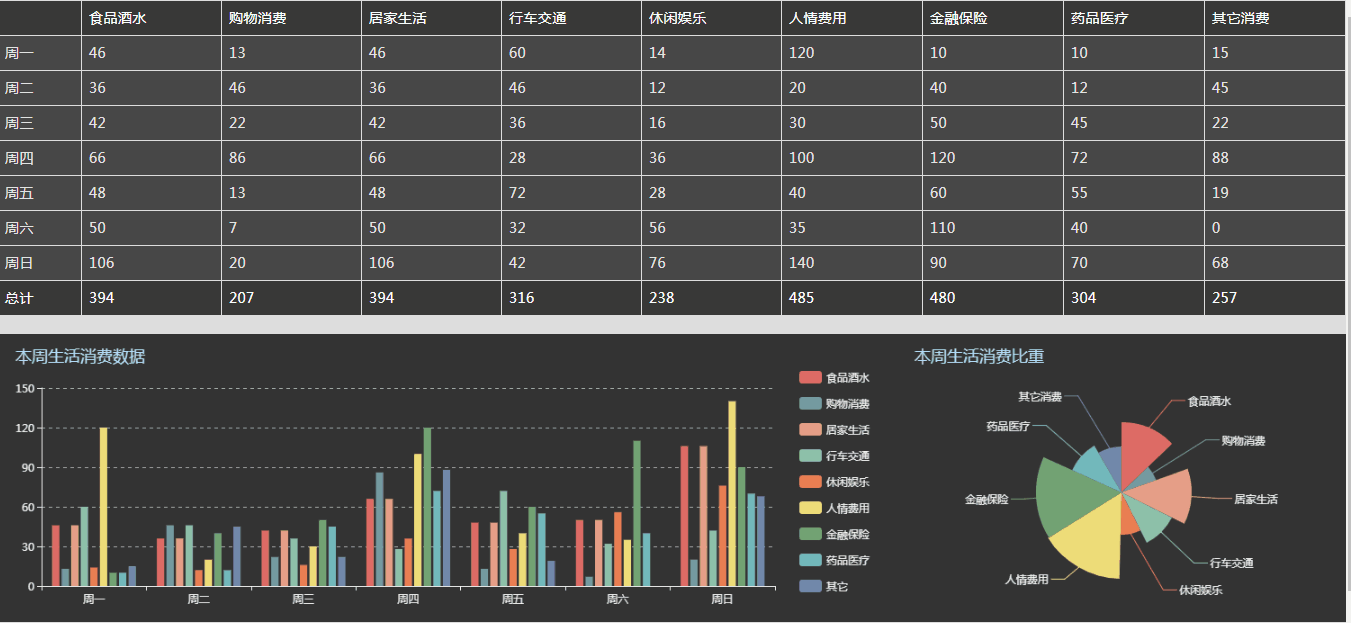 食品酒水 购物消费 居家生活 行车交通 休闲娱乐 人情费用 金融保险 药品医疗 其它消费
周一 46 13 46 60 14 120 10 10 15
周二 36 46 36 46 12 20 40 12 45
周三 42 22 42 36 16 30 50 45 22
周四 66 86 66 28 36 100 120 72 88
周五 48 13 48 72 28 40 60 55 19
周六 50 7 50 32 56 35 110 40 0
周日 106 20 106 42 76 140 90 70 68
总计 394 207 394 316 238 485 480 304 257
本周生活消费数据
150
120
90
60
30
0
周一 周二 周三 周四 周五 周六 周日
食品酒水
购物消费
居家生活
行车交通
休闲娱乐
人情费用
金融保险
药品医疗
其它
本周生活消费比重
其它消费
食品酒水
药品医疗
购物消费
金融保险
居家生活
行车交通
人情费用
休闲娱乐